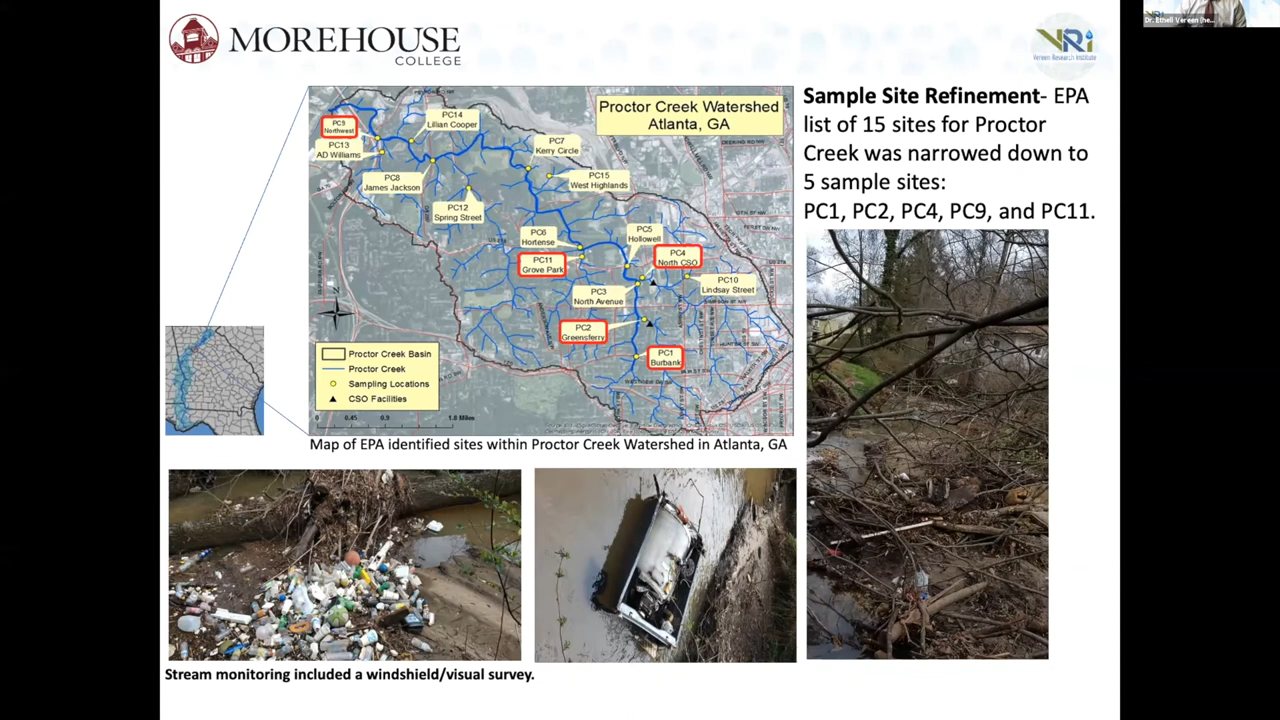 MOREHOUSE
COLLEGE
VRi
Vereen Research Institute
Dr. Ethell Vereen (he...
Sample Site Refinement- EPA
list of 15 sites for Proctor
Creek was narrowed down to
5 sample sites:
PC1, PC2, PC4, PC9, and PC11.
Proctor Creek Watershed
Atlanta, GA
PC9
Northwest
PC14
Lillian Cooper
PC13
AD Williams
PC7
Kerry Circle
PC8
James Jackson
PC15
West Highlands
PC12
Spring Street
PC6
Hortense
PC5
Hollowell
PC11
Grove Park
PC4
North CSO
PC10
Lindsay Street
PC3
North Avenue
PC2
Greensferry
PC1
Burbank
Proctor Creek Basin
Proctor Creek
Sampling Locations
CSO Facilities
0 0.45 0.9 1.8 Miles
Map of EPA identified sites within Proctor Creek Watershed in Atlanta, GA
Stream monitoring included a windshield/visual survey.